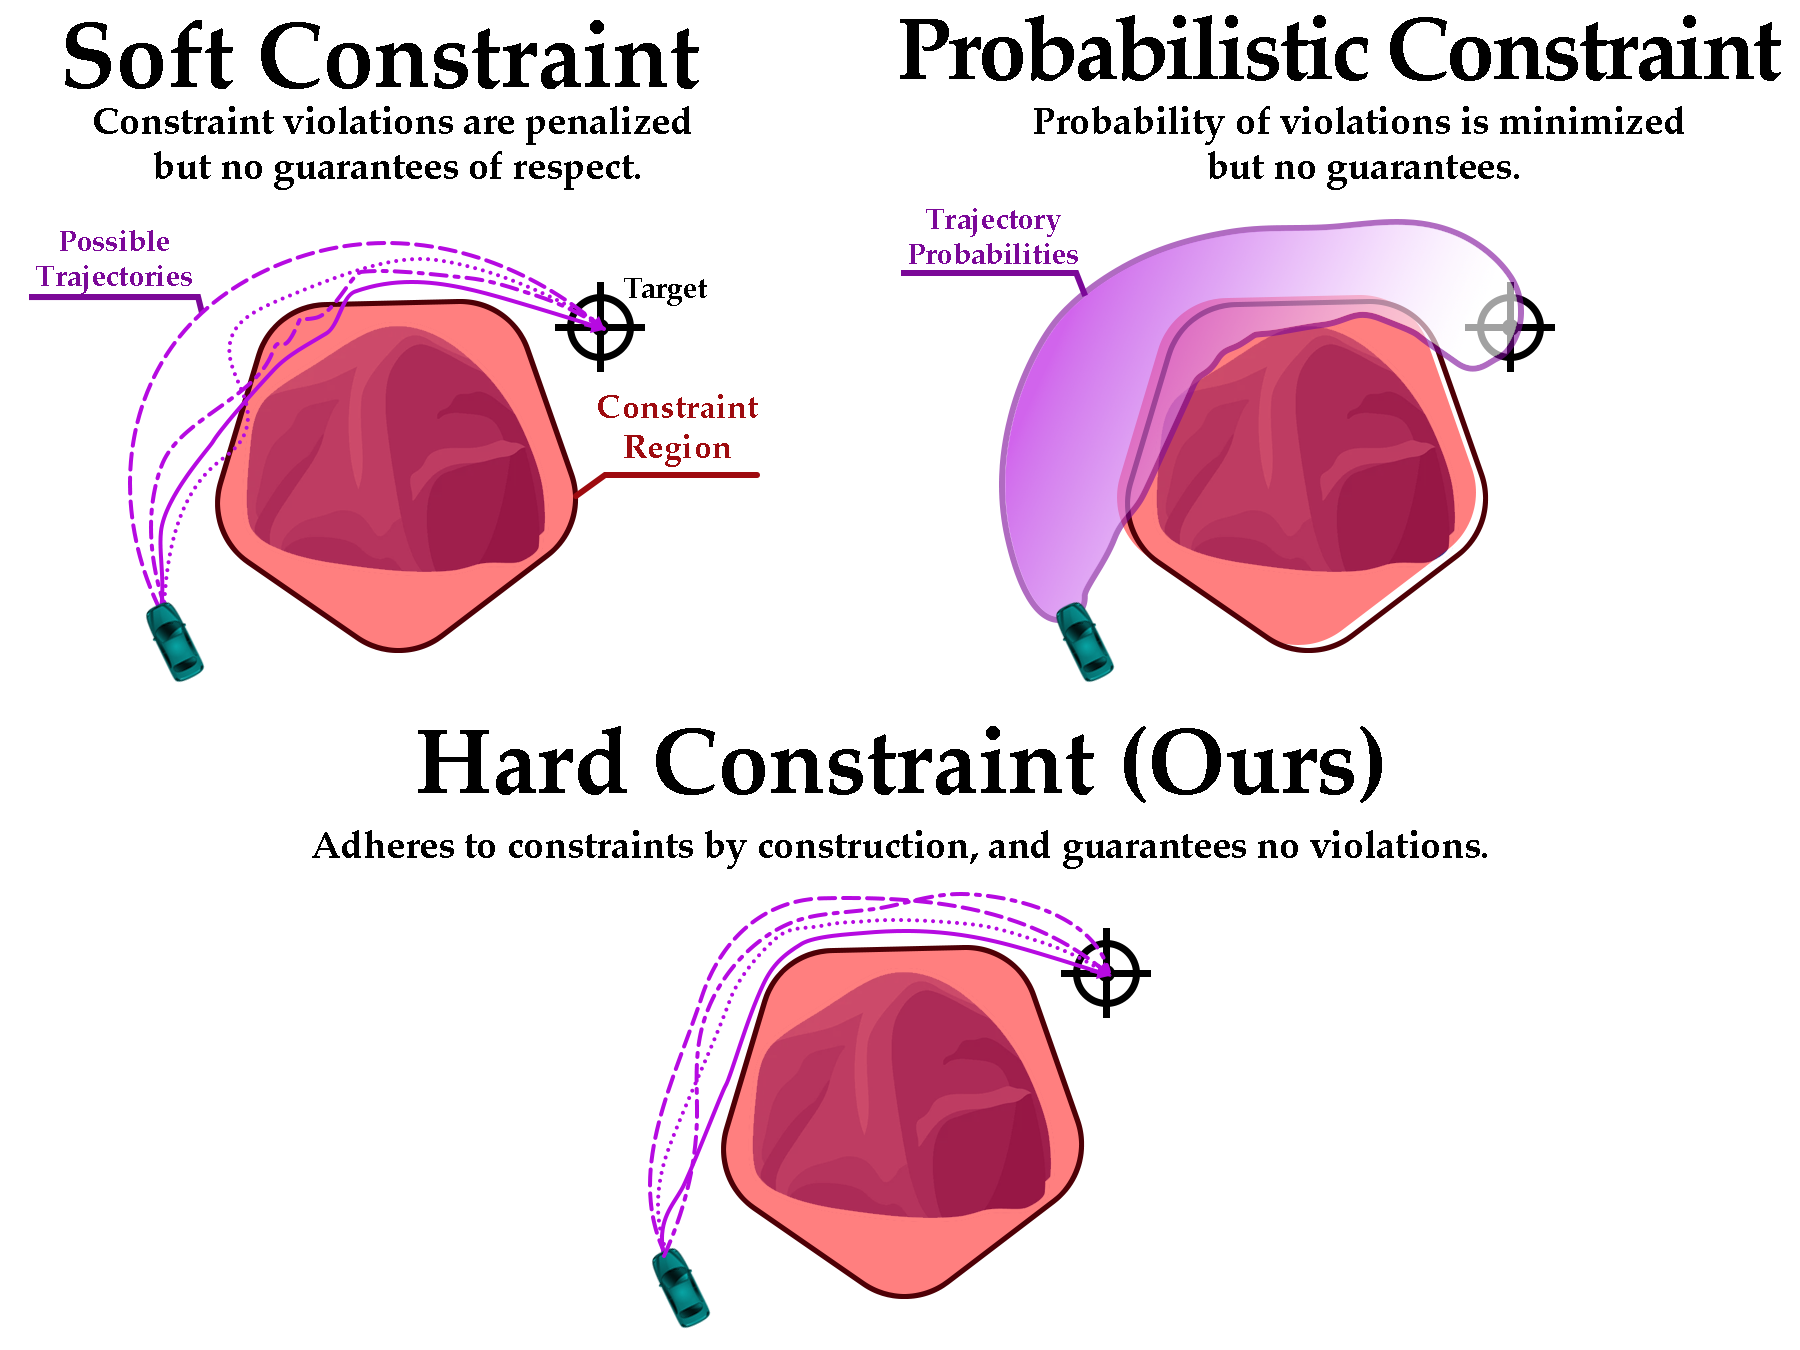 Soft Constraint
Constraint violations are penalized
but no guarantees of respect.
Possible
Trajectories
Target
Constraint
Region
Probabilistic Constraint
Probability of violations is minimized
but no guarantees.
Trajectory
Probabilities
Hard Constraint (Ours)
Adheres to constraints by construction, and guarantees no violations.